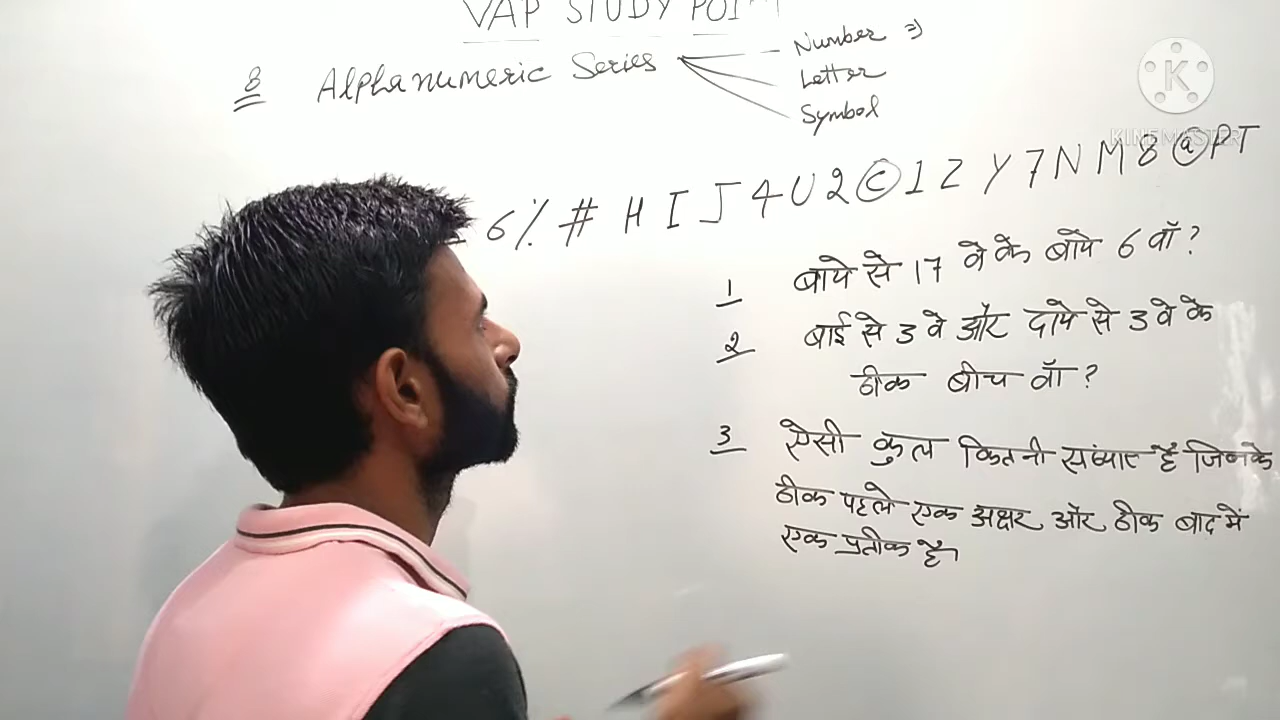 VAP STUDY POINT
8 Alphanumeric Series
Number ⇒
Letter
Symbol
KINEMASTER
6 % # H I J 4 U 2 © 1 Z Y 7 N M 8 @ P T
1 बाये से 17 वे के बाये 6 वाँ ?
2 बाई से 3 वे और दाये से 3 वे के
ठीक बीच वाँ ?
3 ऐसी कुल कितनी संख्याए है जिनके
ठीक पहले एक अक्षर और ठीक बाद में
एक प्रतीक है।